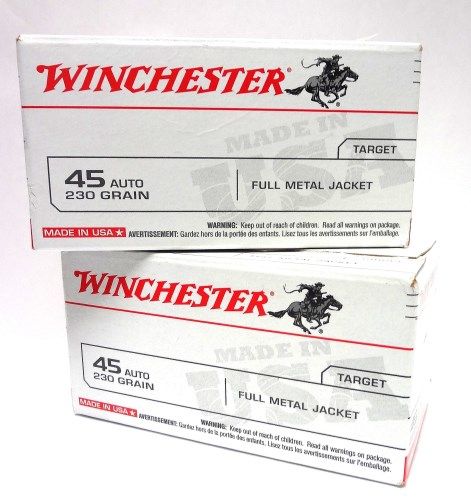 WINCHESTER®
MADE IN
USA
TARGET
45 AUTO
230 GRAIN
FULL METAL JACKET
WARNING: Keep out of reach of children. Read all warnings on package.
MADE IN USA★
AVERTISSEMENT: Gardez hors de la portée des enfants. Lisez tous les avertissements sur l'emballage.
WINCHESTER®
MADE IN
USA
TARGET
45 AUTO
230 GRAIN
FULL METAL JACKET
MADE IN USA★
WARNING: Keep out of reach of children. Read all warnings on package.
AVERTISSEMENT: Gardez hors de la portée des enfants. Lisez tous les avertissements sur l'emballage.